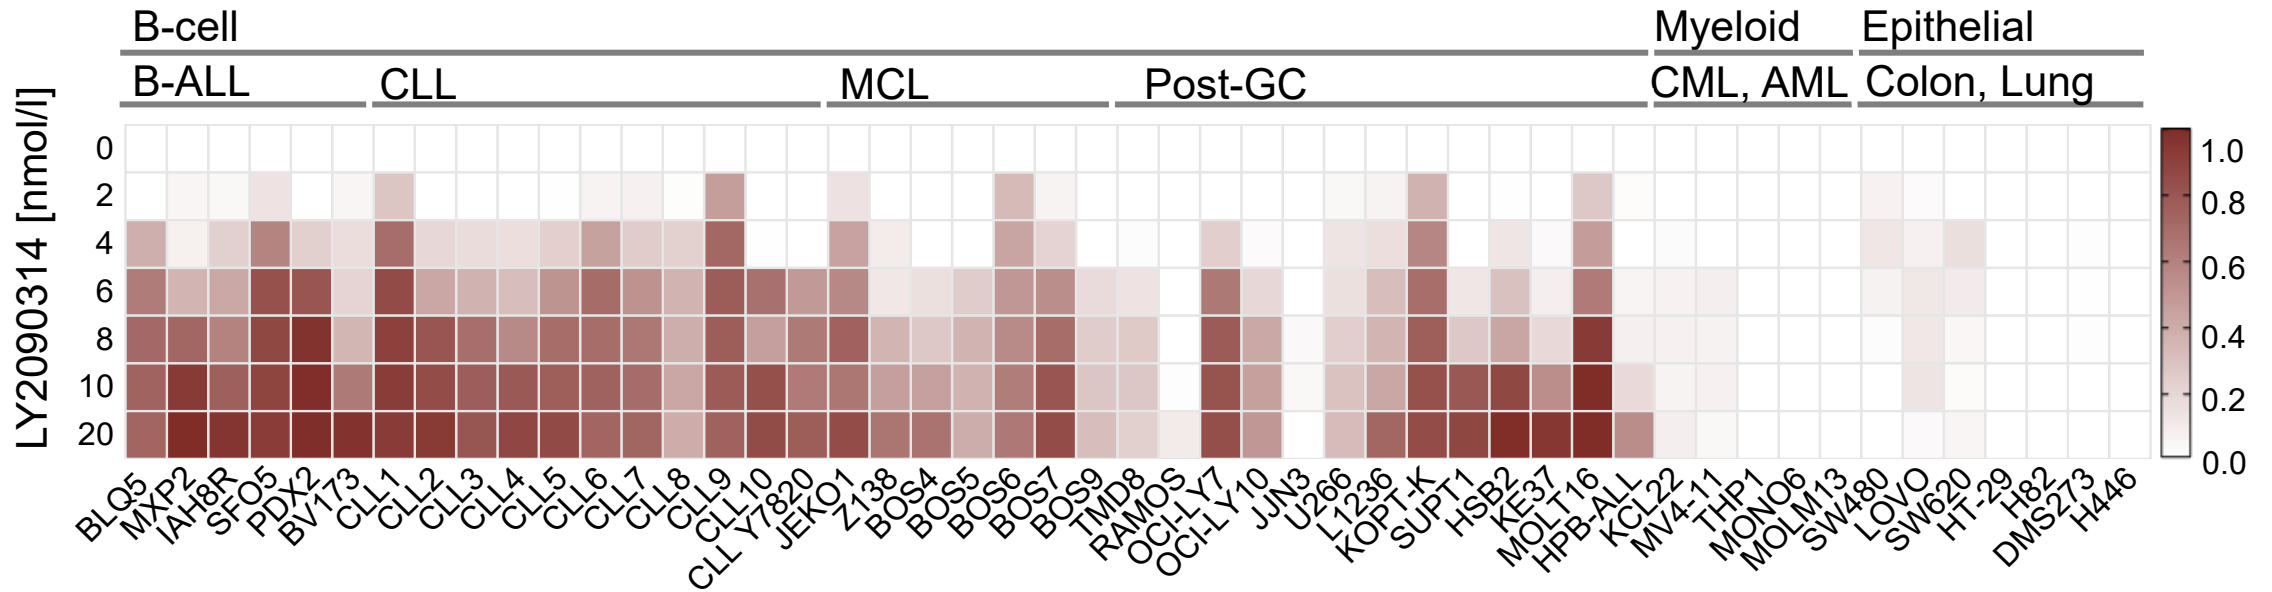 B-cell Myeloid Epithelial
B-ALL CLL MCL Post-GC CML, AML Colon, Lung
LY2090314 [nmol/l]
0
2
4
6
8
10
20
1.0
0.8
0.6
0.4
0.2
0.0
BLQ5
MXP2
IAH8R
SFO5
PDX2
BV173
CLL1
CLL2
CLL3
CLL4
CLL5
CLL6
CLL7
CLL8
CLL9
CLL10
CLL Y7820
JEKO1
Z138
BOS4
BOS5
BOS6
BOS7
BOS9
TMD8
RAMOS
OCI-LY7
OCI-LY10
JJN3
U266
L1236
KOPT-K
SUPT1
HSB2
KE37
MOLT16
HPB-ALL
KCL22
MV4-11
THP1
MONO6
MOLM13
SW480
LOVO
SW620
HT-29
H82
DMS273
H446